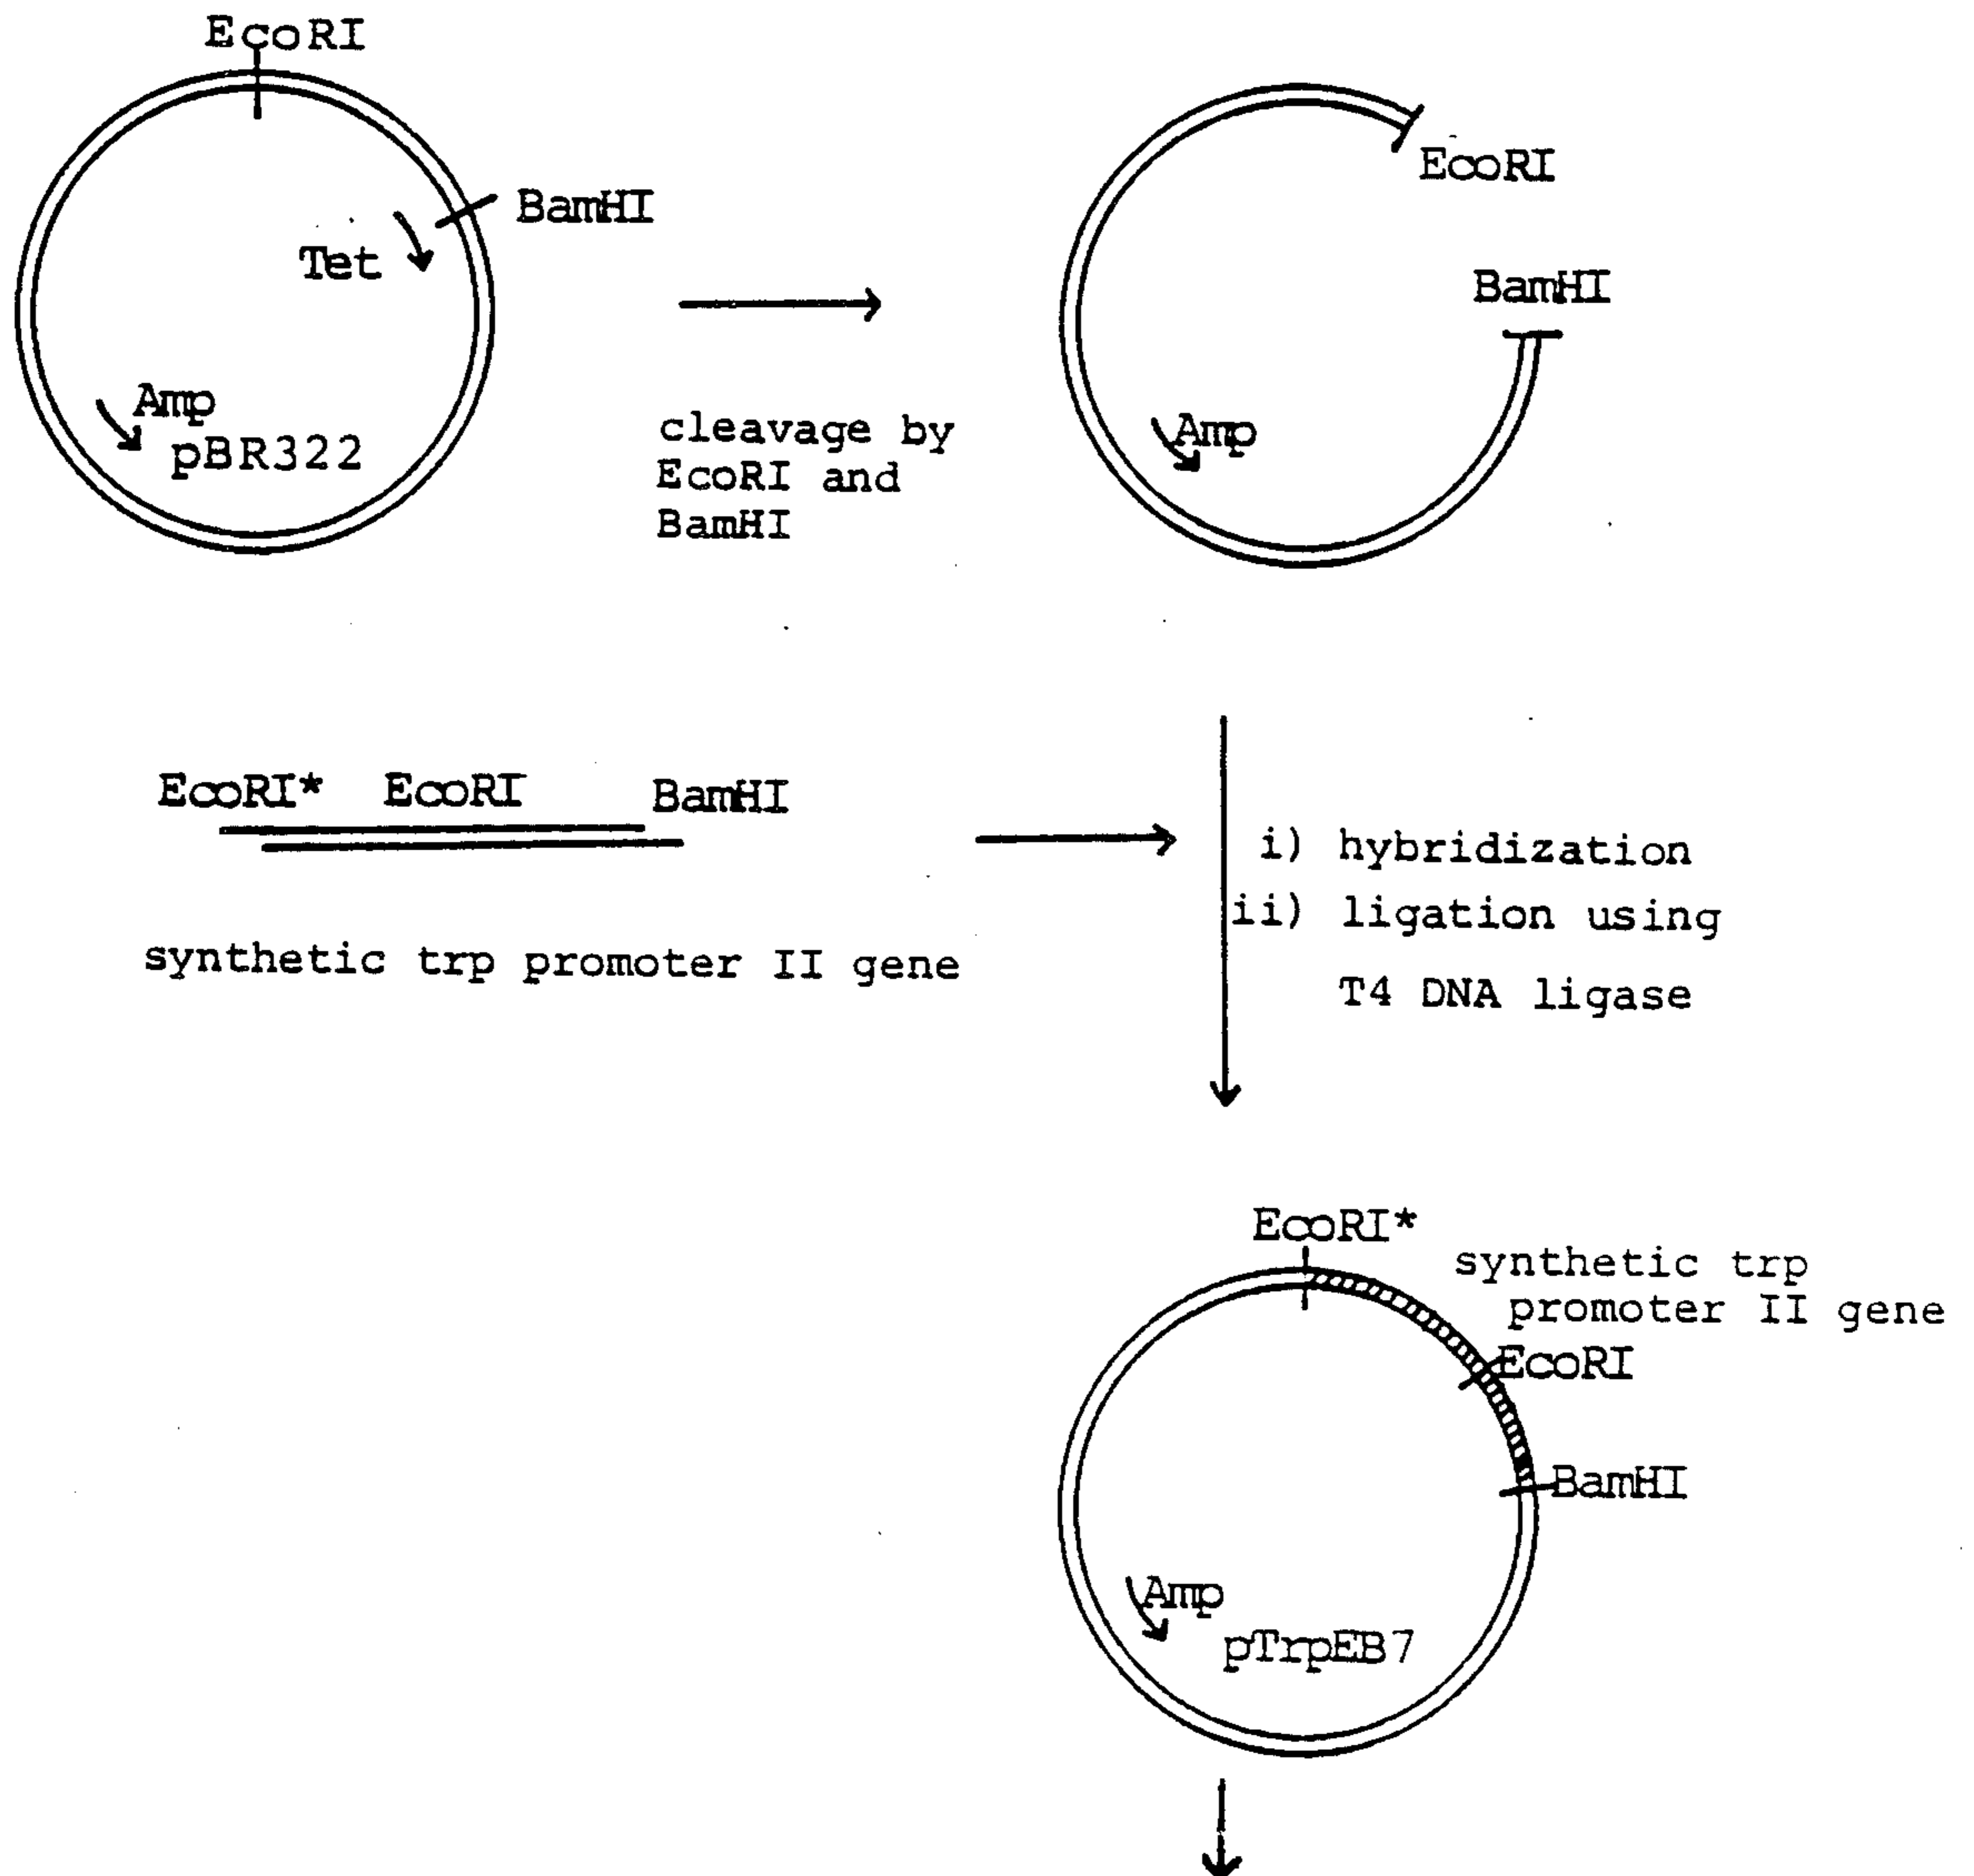 EcoRI
BamHI
Tet
Amp
pBR322
cleavage by
EcoRI and
BamHI
EcoRI
BamHI
Amp
EcoRI* EcoRI BamHI
synthetic trp promoter II gene
i) hybridization
ii) ligation using
T4 DNA ligase
EcoRI*
synthetic trp
promoter II gene
EcoRI
BamHI
Amp
pTrpEB7